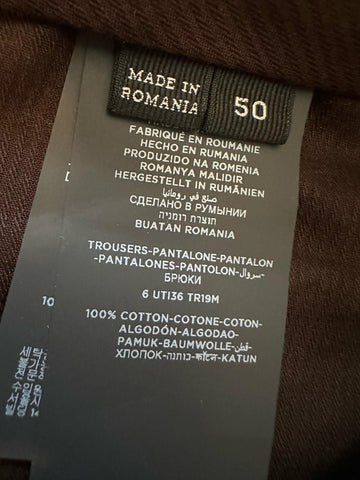 MADE IN
ROMANIA
50
FABRIQUÉ EN ROUMANIE
HECHO EN RUMANIA
PRODUZIDO NA ROMENIA
ROMANYA MALIDIR
HERGESTELLT IN RUMÄNIEN
صنع في رومانيا
СДЕЛАНО В РУМЫНИИ
תוצרת רומניה
BUATAN ROMANIA
TROUSERS-PANTALONE-PANTALON
-PANTALONES-PANTOLON-سروال-
БРЮКИ
6 UTI36 TR19M
100% COTTON-COTONE-COTON-
ALGODÓN-ALGODAO-
PAMUK-BAUMWOLLE-قطن-
ХЛОПОК-כותנה-कॉटन-KATUN
10